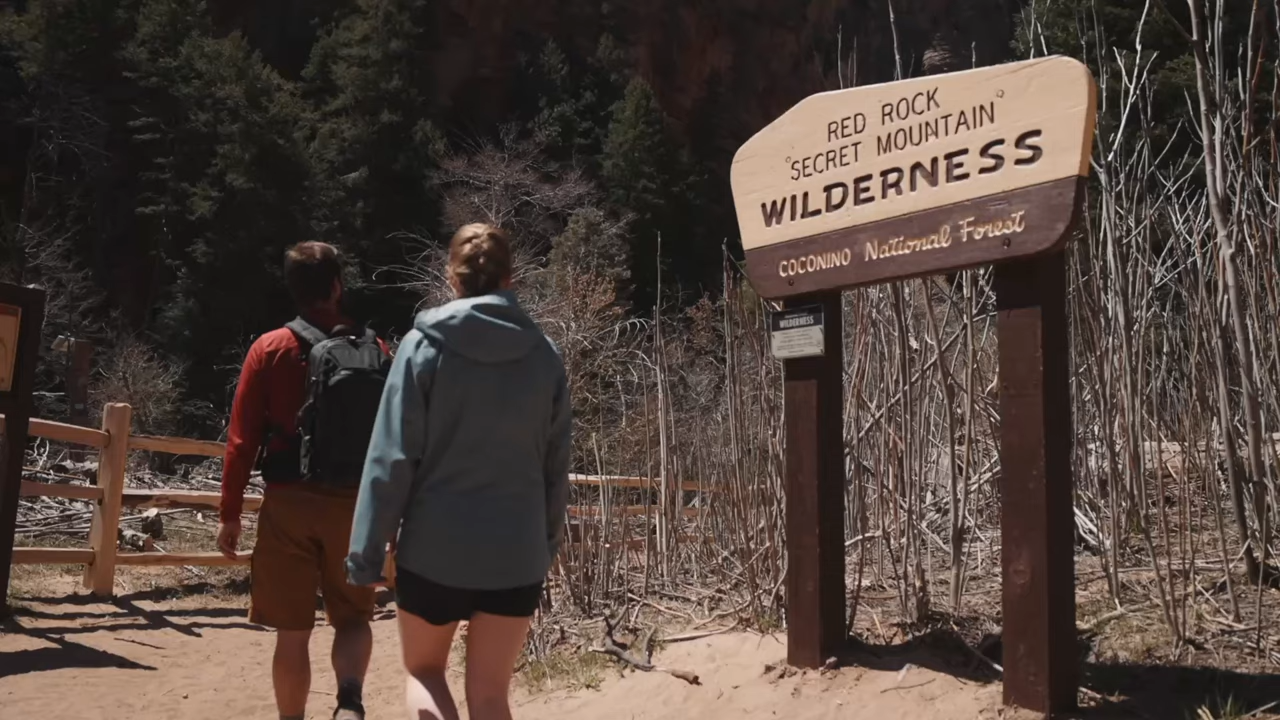 RED ROCK
SECRET MOUNTAIN
WILDERNESS
COCONINO National Forest
WILDERNESS